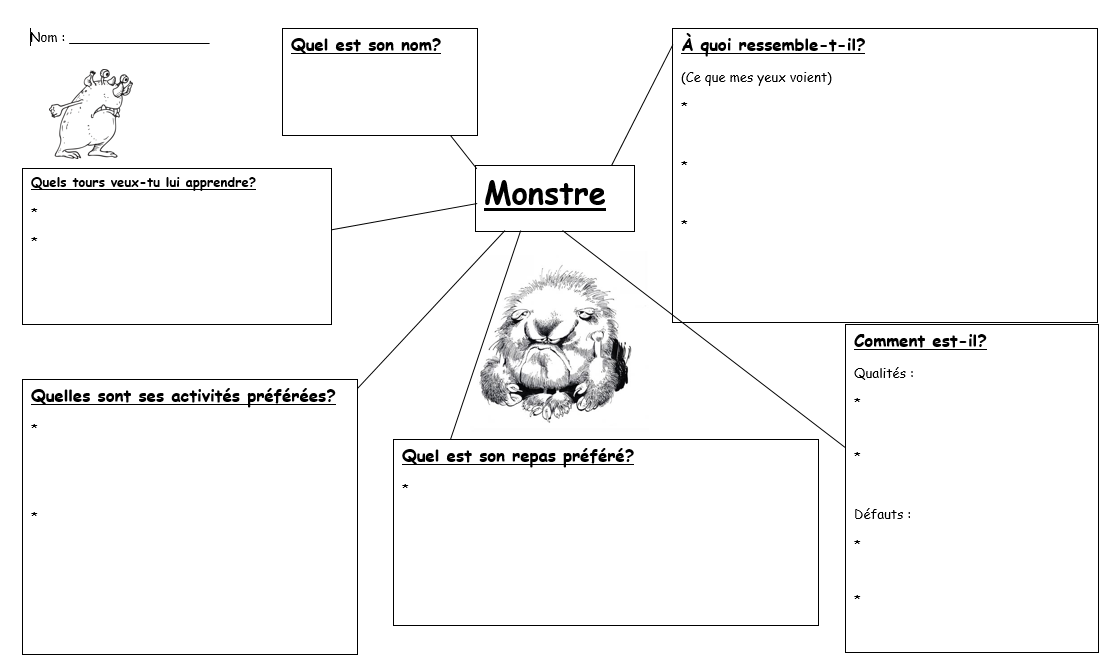 Nom : ____________________
Quel est son nom?
À quoi ressemble-t-il?
(Ce que mes yeux voient)
*
*
*
Monstre
Quels tours veux-tu lui apprendre?
*
*
Comment est-il?
Qualités :
*
*
Défauts :
*
*
Quelles sont ses activités préférées?
*
*
Quel est son repas préféré?
*